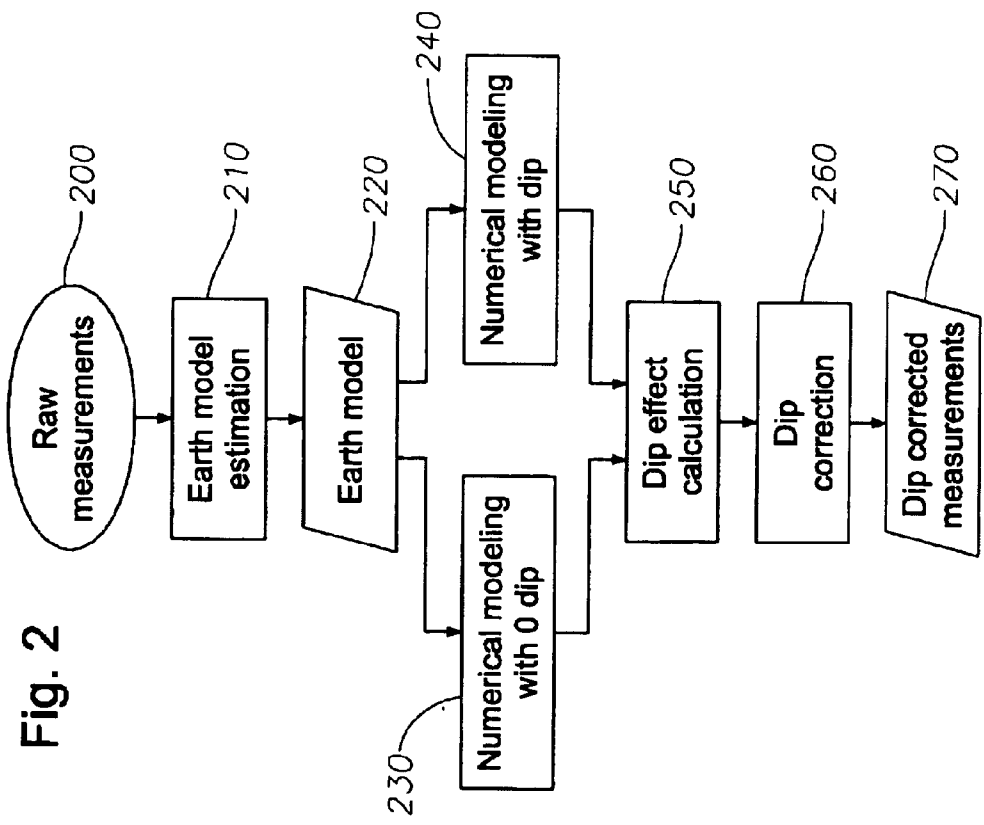 Fig. 2
Raw
measurements
200
Earth model
estimation
210
Earth model
220
230
Numerical modeling
with 0 dip
Numerical modeling
with dip
240
Dip effect
calculation
250
Dip
correction
260
Dip corrected
measurements
270